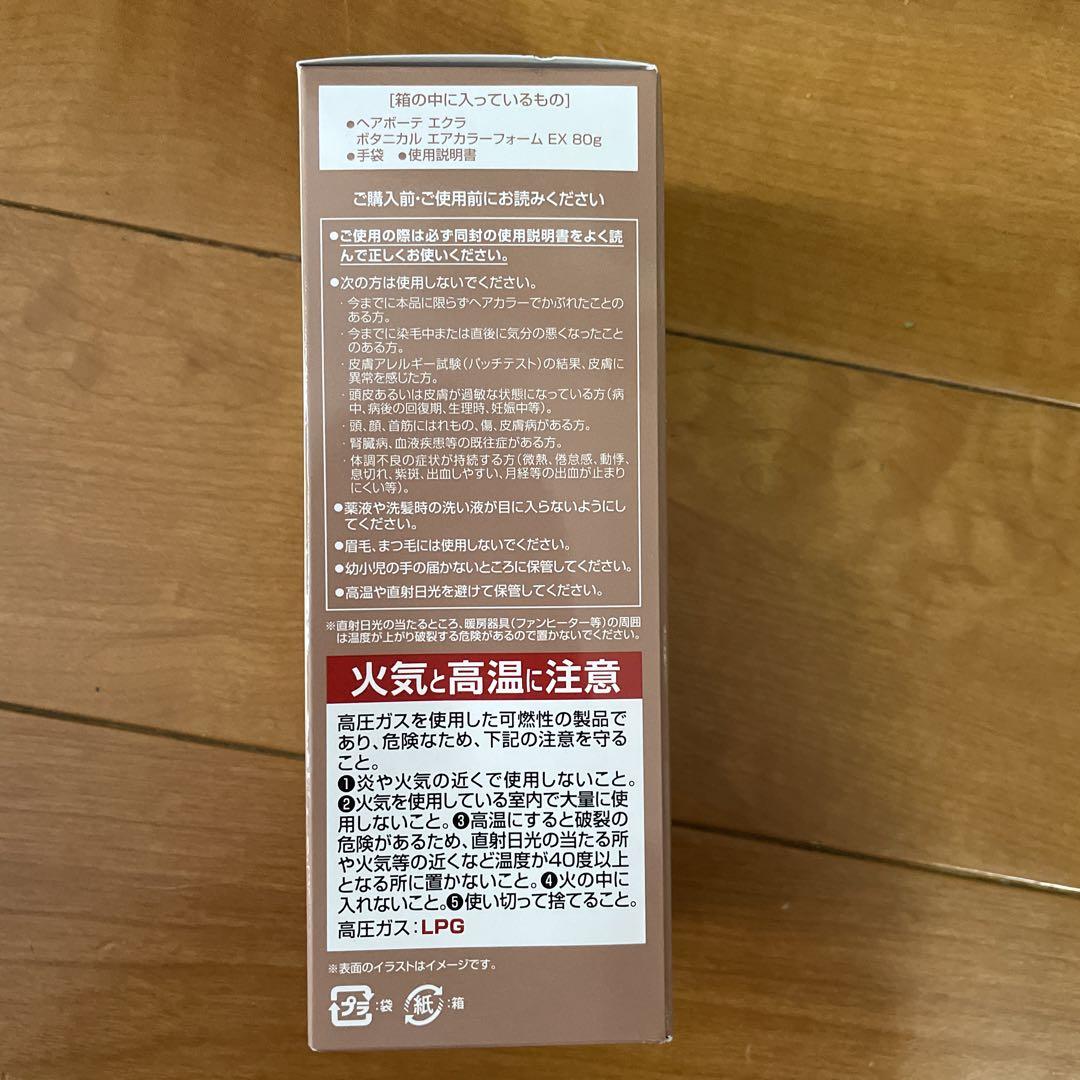 [箱の中に入っているもの]
●ヘアボーテ エクラ
ボタニカル エアカラーフォーム EX 80g
●手袋 ●使用説明書
ご購入前・ご使用前にお読みください
●ご使用の際は必ず同封の使用説明書をよく読
んで正しくお使いください。
●次の方は使用しないでください。
・今までに本品に限らずヘアカラーでかぶれたことの
ある方。
・今までに染毛中または直後に気分の悪くなったこと
のある方。
・皮膚アレルギー試験(パッチテスト)の結果、皮膚に
異常を感じた方。
・頭皮あるいは皮膚が過敏な状態になっている方(病
中、病後の回復期、生理時、妊娠中等)。
・頭、顔、首筋にはれもの、傷、皮膚病がある方。
・腎臓病、血液疾患等の既往症がある方。
・体調不良の症状が持続する方(微熱、倦怠感、動悸、
息切れ、紫斑、出血しやすい、月経等の出血が止まり
にくい等)。
●薬液や洗髪時の洗い液が目に入らないようにし
てください。
●眉毛、まつ毛には使用しないでください。
●幼小児の手の届かないところに保管してください。
●高温や直射日光を避けて保管してください。
※直射日光の当たるところ、暖房器具(ファンヒーター等)の周囲
は温度が上がり破裂する危険があるので置かないでください。
火気と高温に注意
高圧ガスを使用した可燃性の製品で
あり、危険なため、下記の注意を守る
こと。
❶炎や火気の近くで使用しないこと。
❷火気を使用している室内で大量に使
用しないこと。❸高温にすると破裂の
危険があるため、直射日光の当たる所
や火気等の近くなど温度が40度以上
となる所に置かないこと。❹火の中に
入れないこと。❺使い切って捨てること。
高圧ガス:LPG
※表面のイラストはイメージです。
プラ:袋 紙:箱